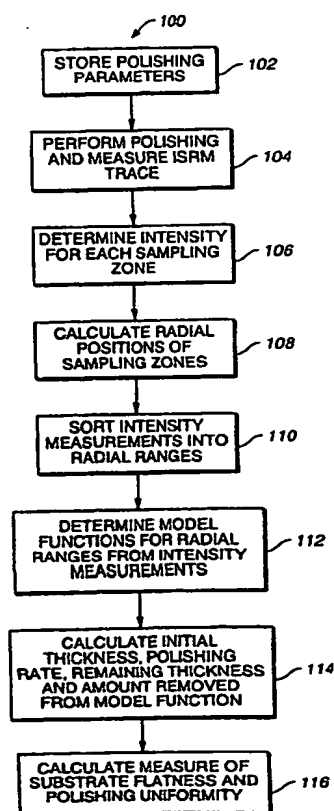 100
STORE POLISHING
PARAMETERS
102
PERFORM POLISHING
AND MEASURE ISRM
TRACE
104
DETERMINE INTENSITY
FOR EACH SAMPLING
ZONE
106
CALCULATE RADIAL
POSITIONS OF
SAMPLING ZONES
108
SORT INTENSITY
MEASUREMENTS INTO
RADIAL RANGES
110
DETERMINE MODEL
FUNCTIONS FOR RADIAL
RANGES FROM INTENSITY
MEASUREMENTS
112
CALCULATE INITIAL
THICKNESS, POLISHING
RATE, REMAINING THICKNESS
AND AMOUNT REMOVED
FROM MODEL FUNCTION
114
CALCULATE MEASURE OF
SUBSTRATE FLATNESS AND
POLISHING UNIFORMITY
116